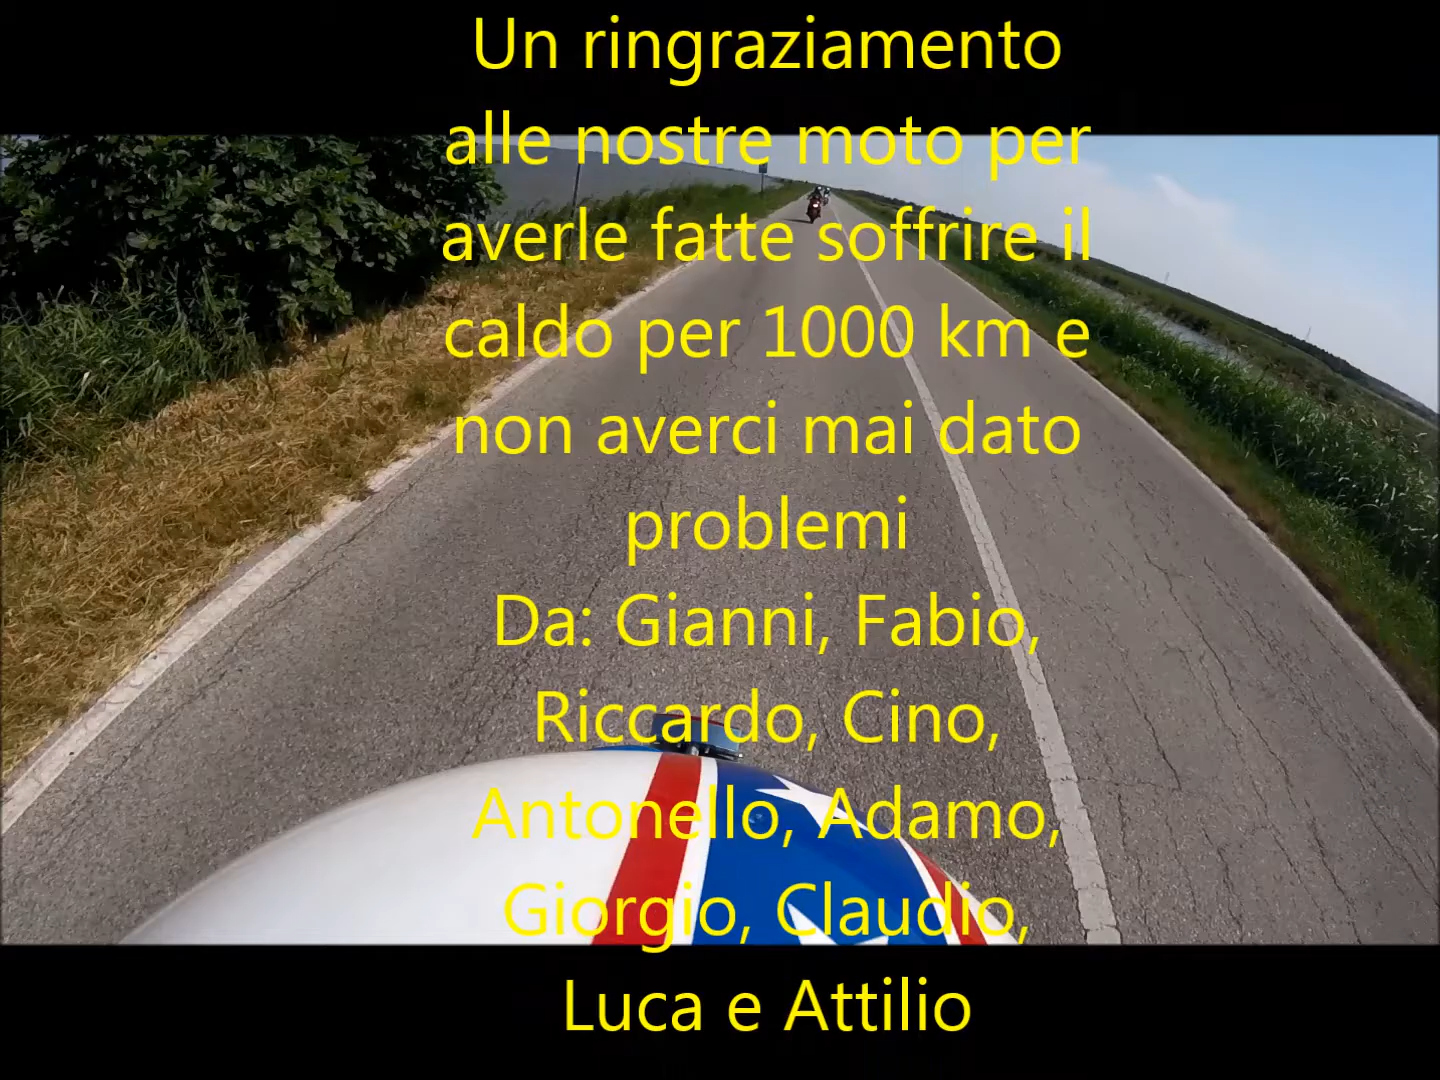 Un ringraziamento
alle nostre moto per
averle fatte soffrire il
caldo per 1000 km e
non averci mai dato
problemi
Da: Gianni, Fabio,
Riccardo, Cino,
Antonello, Adamo,
Giorgio, Claudio,
Luca e Attilio